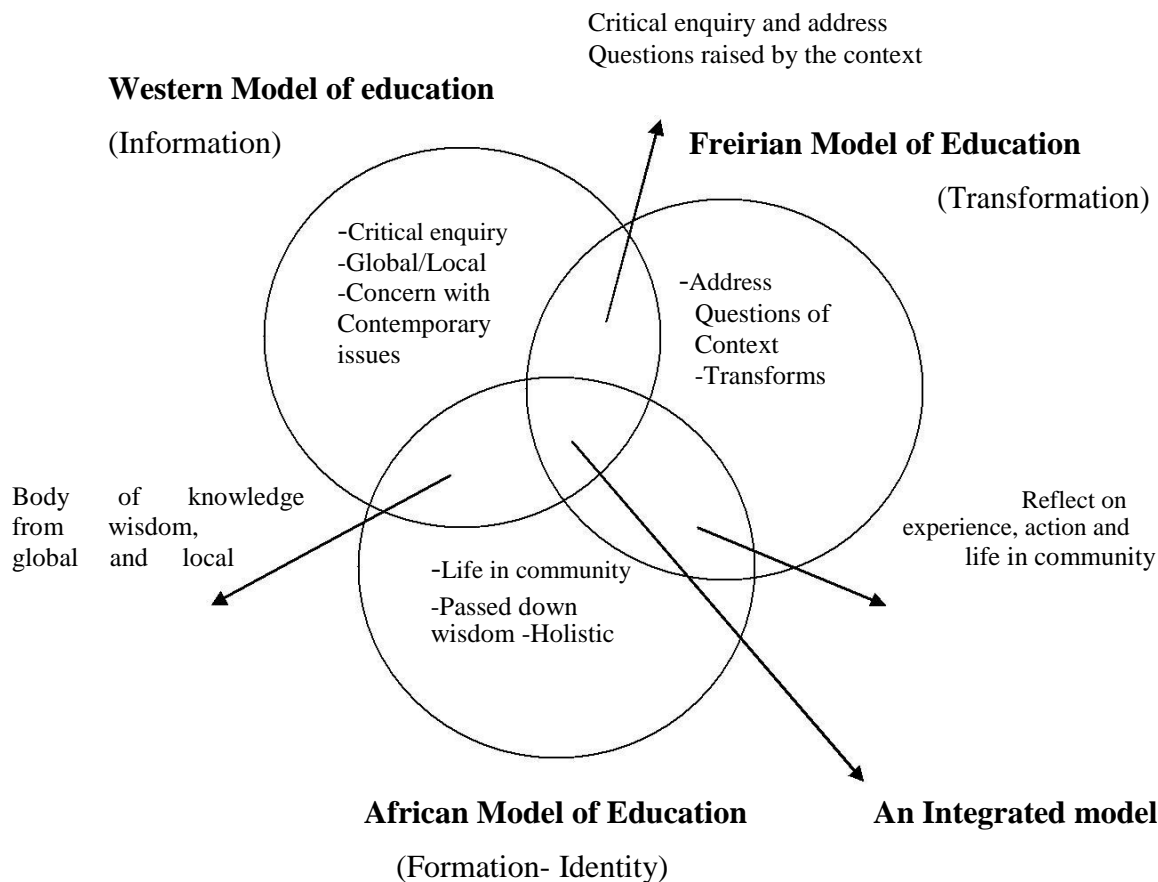 Critical enquiry and address
Questions raised by the context
Western Model of education
(Information)
Freirian Model of Education
(Transformation)
-Critical enquiry
-Global/Local
-Concern with
Contemporary
issues
-Address
Questions of
Context
-Transforms
Body of knowledge
from wisdom,
global and local
Reflect on
experience, action and
life in community
-Life in community
-Passed down
wisdom -Holistic
African Model of Education
(Formation- Identity)
An Integrated model